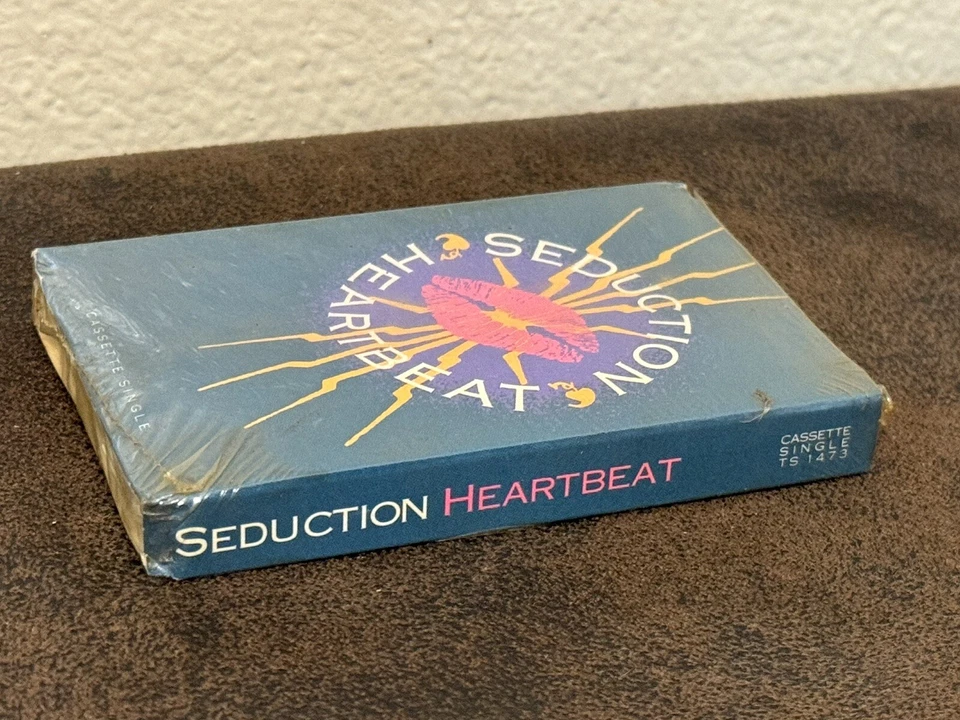 SEDUCTION
HEARTBEAT
CASSETTE SINGLE
SEDUCTION HEARTBEAT
CASSETTE
SINGLE
TS 1473